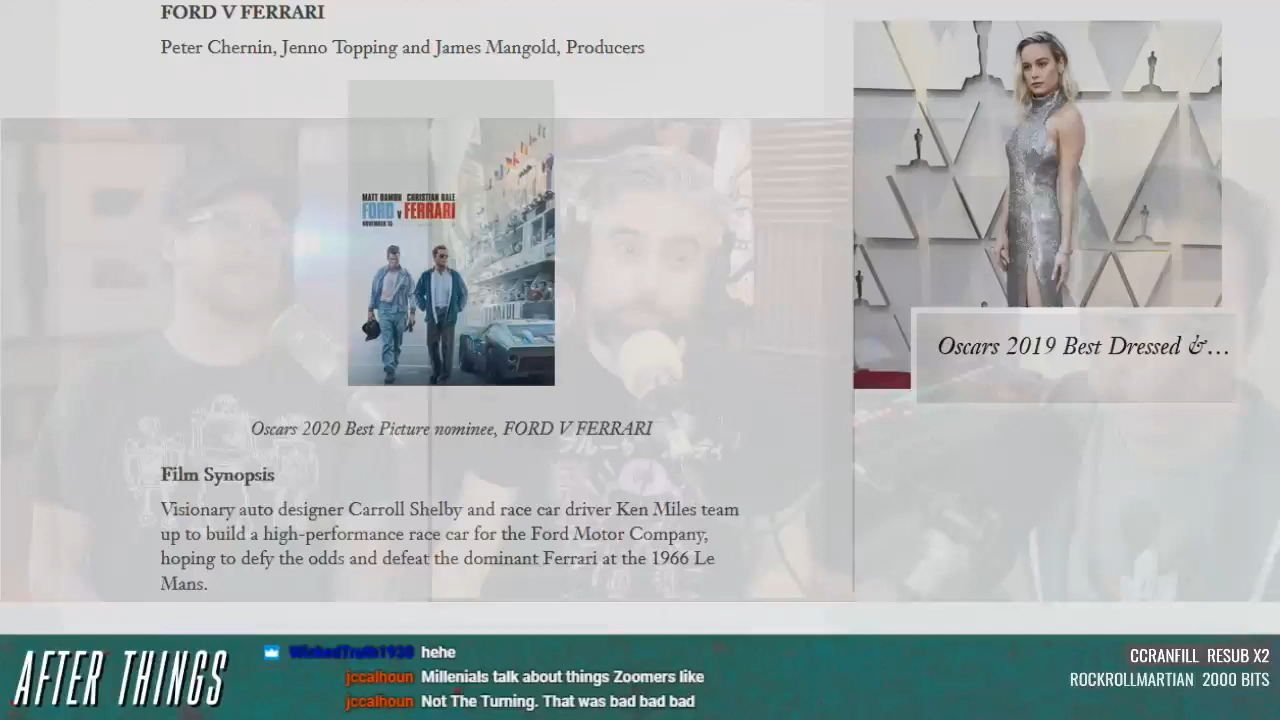 FORD V FERRARI
Peter Chernin, Jenno Topping and James Mangold, Producers
MATT DAMON CHRISTIAN BALE
FORD v FERRARI
NOVEMBER 15
Oscars 2019 Best Dressed &…
Oscars 2020 Best Picture nominee, FORD V FERRARI
Film Synopsis
Visionary auto designer Carroll Shelby and race car driver Ken Miles team
up to build a high-performance race car for the Ford Motor Company,
hoping to defy the odds and defeat the dominant Ferrari at the 1966 Le
Mans.
AFTER THINGS
WickedTruth1938 hehe
jccalhoun Millenials talk about things Zoomers like
jccalhoun Not The Turning. That was bad bad bad
CCRANFILL RESUB X2
ROCKROLLMARTIAN 2000 BITS